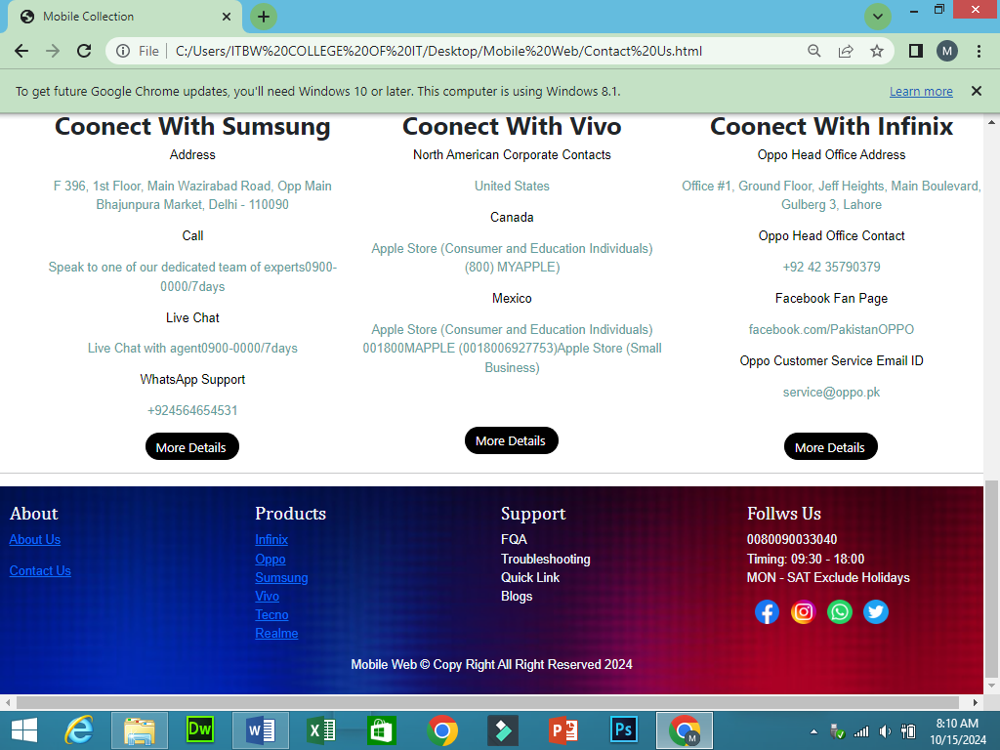 Mobile Collection
File
C:/Users/ITBW%20COLLEGE%20OF%20IT/Desktop/Mobile%20Web/Contact%20Us.html
M
To get future Google Chrome updates, you'll need Windows 10 or later. This computer is using Windows 8.1.
Learn more
Coonect With Sumsung
Address
F 396, 1st Floor, Main Wazirabad Road, Opp Main
Bhajunpura Market, Delhi - 110090
Call
Speak to one of our dedicated team of experts0900-
0000/7days
Live Chat
Live Chat with agent0900-0000/7days
WhatsApp Support
+924564654531
More Details
Coonect With Vivo
North American Corporate Contacts
United States
Canada
Apple Store (Consumer and Education Individuals)
(800) MYAPPLE)
Mexico
Apple Store (Consumer and Education Individuals)
001800MAPPLE (0018006927753)Apple Store (Small
Business)
More Details
Coonect With Infinix
Oppo Head Office Address
Office #1, Ground Floor, Jeff Heights, Main Boulevard,
Gulberg 3, Lahore
Oppo Head Office Contact
+92 42 35790379
Facebook Fan Page
facebook.com/PakistanOPPO
Oppo Customer Service Email ID
service@oppo.pk
More Details
About
About Us
Contact Us
Products
Infinix
Oppo
Sumsung
Vivo
Tecno
Realme
Support
FQA
Troubleshooting
Quick Link
Blogs
Follws Us
0080090033040
Timing: 09:30 - 18:00
MON - SAT Exclude Holidays
Mobile Web © Copy Right All Right Reserved 2024
Dw
W
X
P
Ps
M
8:10 AM
10/15/2024